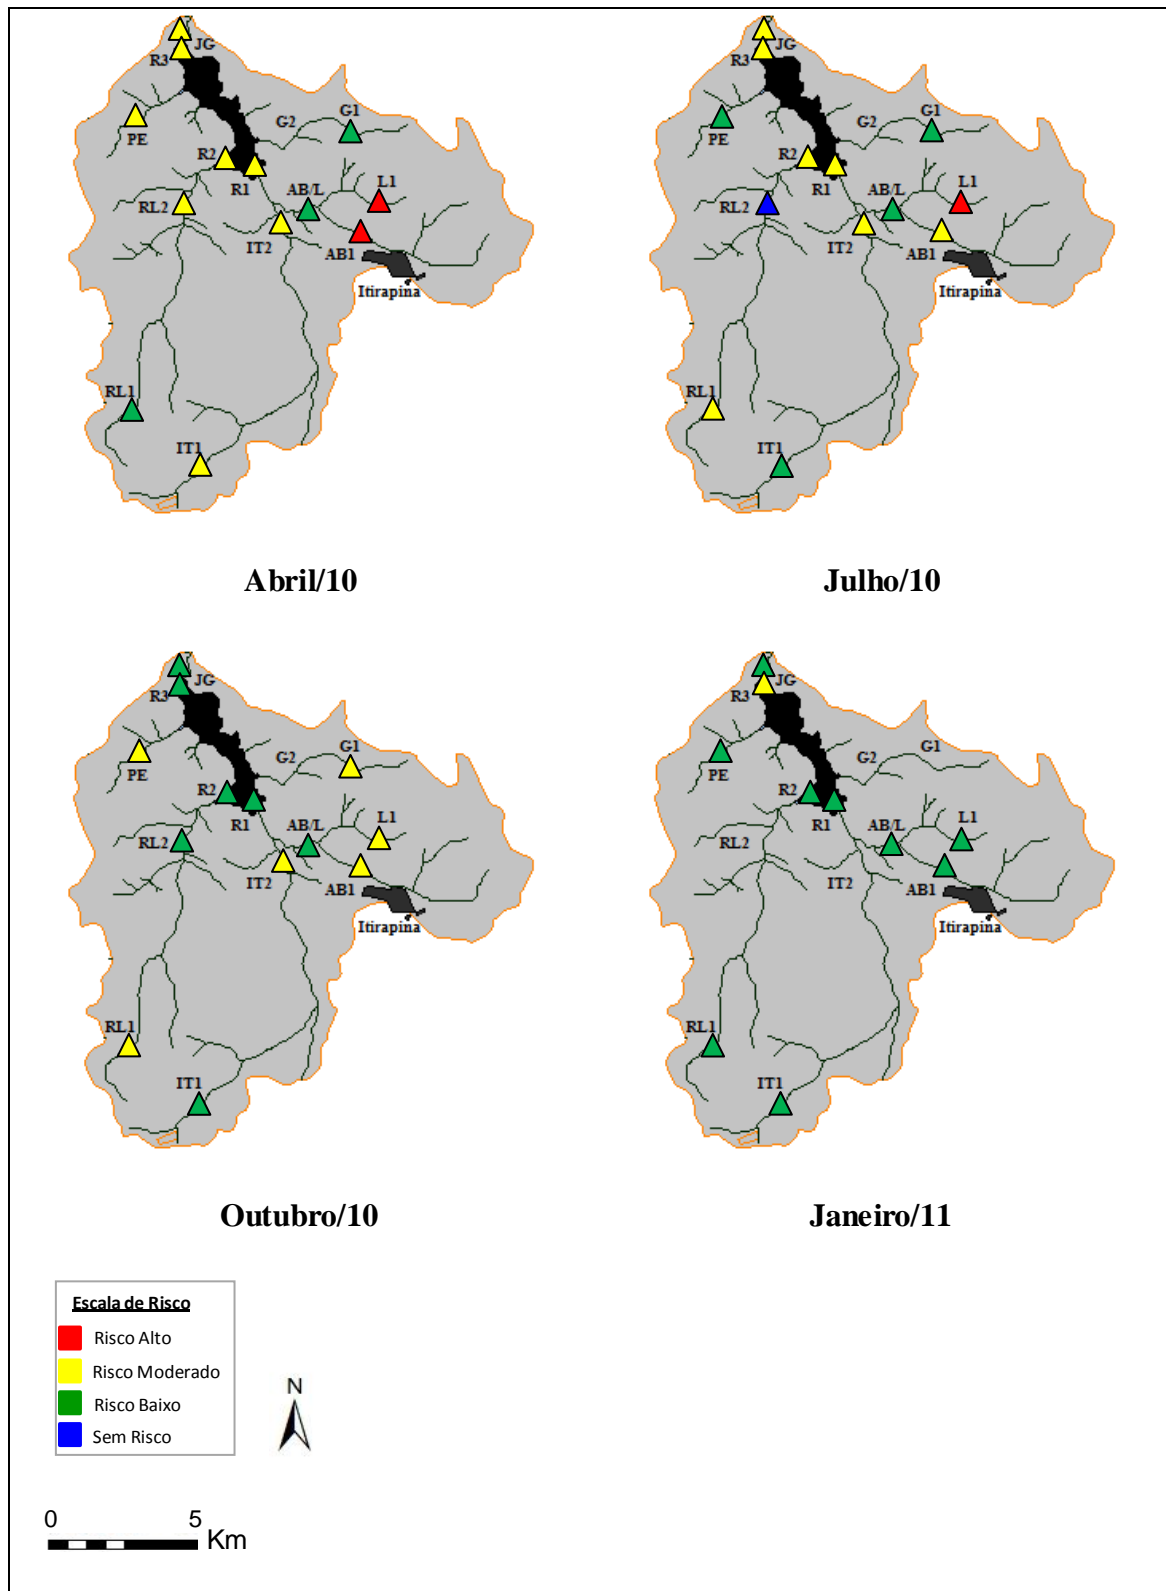 JG
R3
G1
G2
PE
R2
L1
R1
AB/L
RL2
IT2
AB1
Itirapina
RL1
IT1
Abril/10
JG
R3
G1
G2
PE
R2
L1
R1
AB/L
RL2
IT2
AB1
Itirapina
RL1
IT1
Julho/10
JG
R3
G1
G2
PE
R2
L1
R1
AB/L
RL2
IT2
AB1
Itirapina
RL1
IT1
Outubro/10
JG
R3
G1
G2
PE
R2
L1
R1
AB/L
RL2
IT2
AB1
Itirapina
RL1
IT1
Janeiro/11
Escala de Risco
Risco Alto
Risco Moderado
Risco Baixo
Sem Risco
N
0 5
Km